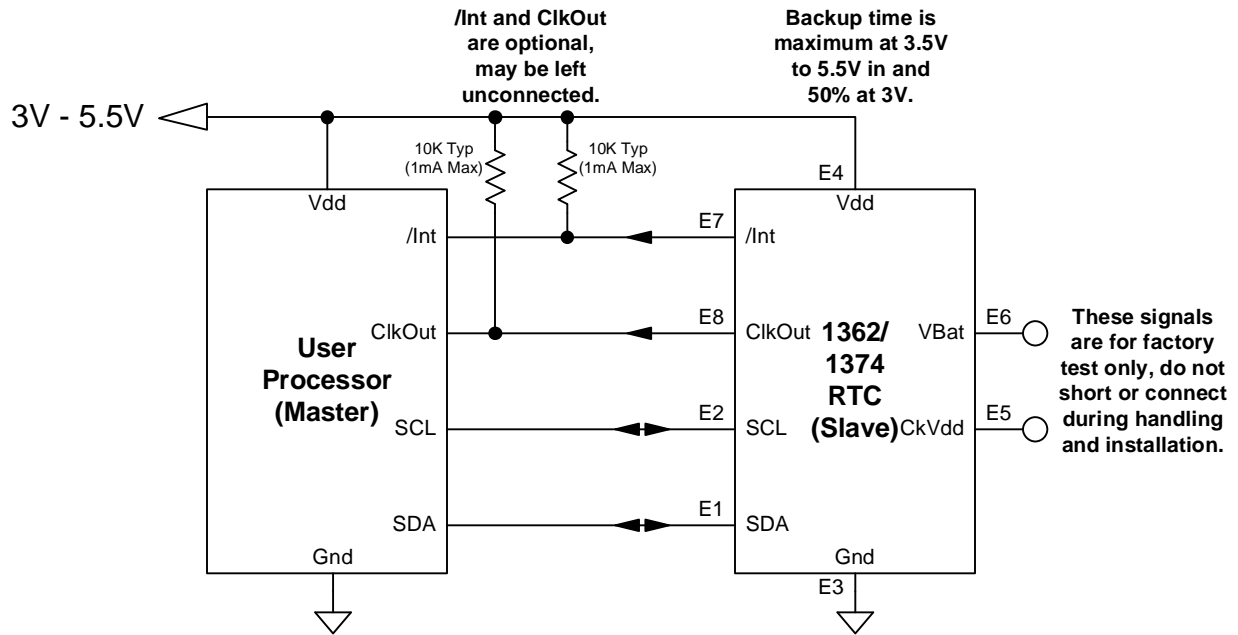 /Int and ClkOut
are optional,
may be left
unconnected.
Backup time is
maximum at 3.5V
to 5.5V in and
50% at 3V.
3V - 5.5V
10K Typ
(1mA Max)
10K Typ
(1mA Max)
E4
Vdd
Vdd
/Int
E7
/Int
ClkOut
E8
ClkOut
User
Processor
(Master)
1362/
1374
RTC
(Slave)
VBat
E6
These signals
are for factory
test only, do not
short or connect
during handling
and installation.
SCL
E2
SCL
CkVdd
E5
SDA
E1
SDA
Gnd
Gnd
E3